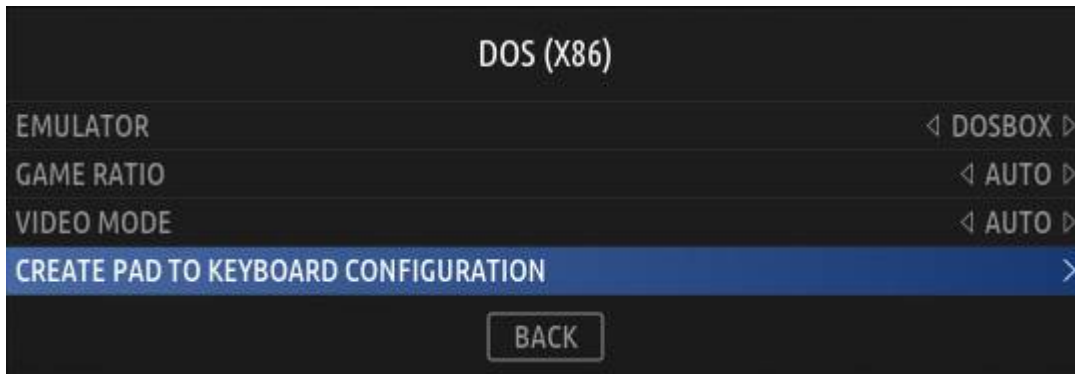 DOS (X86)
EMULATOR DOSBOX
GAME RATIO AUTO
VIDEO MODE AUTO
CREATE PAD TO KEYBOARD CONFIGURATION
BACK